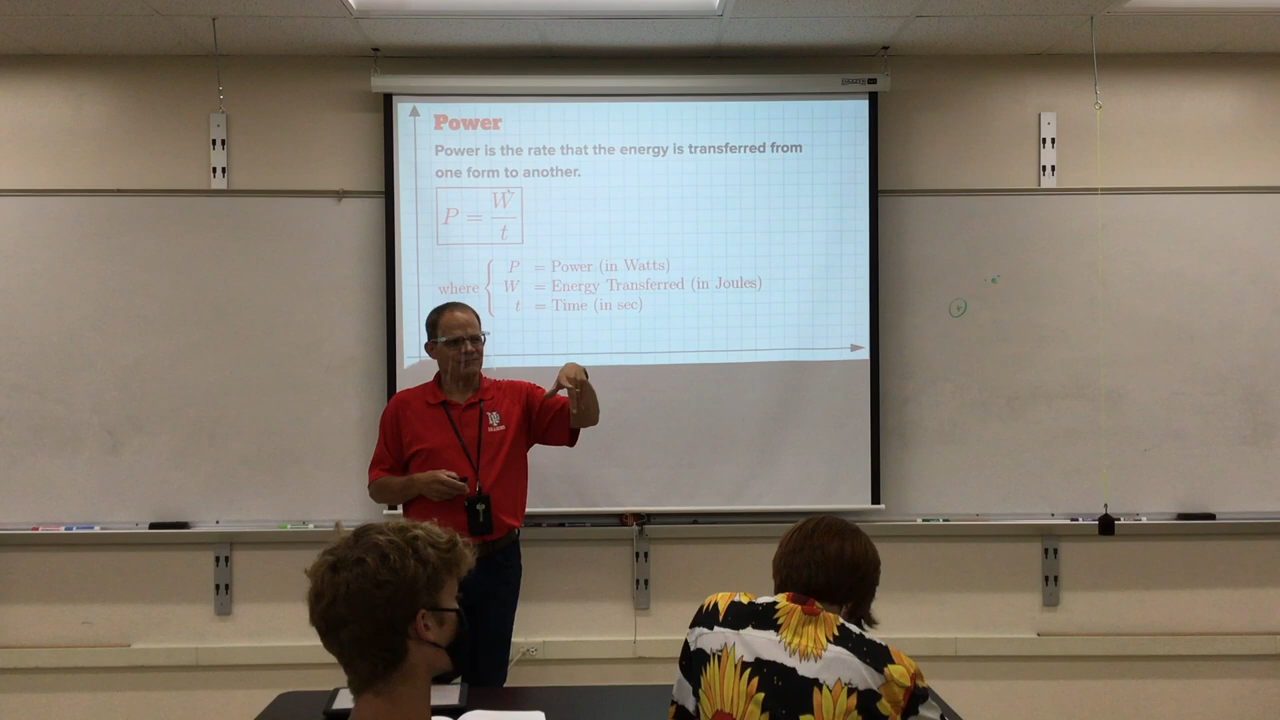 Power
Power is the rate that the energy is transferred from
one form to another.
P = W / t
where { P = Power (in Watts)
W = Energy Transferred (in Joules)
t = Time (in sec)